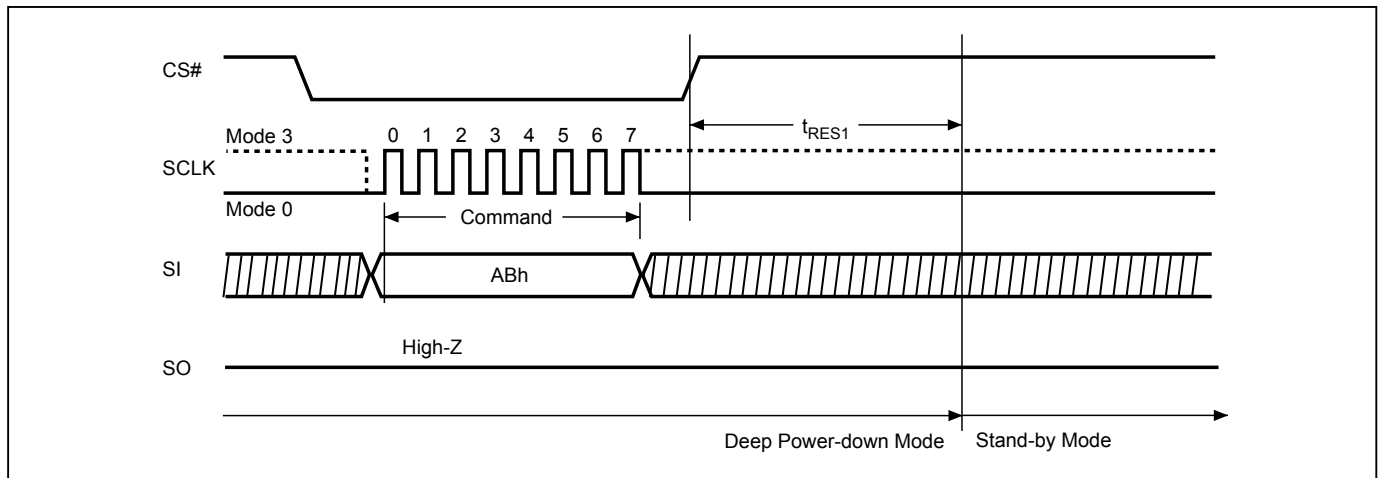 CS#
tRES1
Mode 3
0 1 2 3 4 5 6 7
SCLK
Mode 0
Command
SI
ABh
High-Z
SO
Deep Power-down Mode
Stand-by Mode